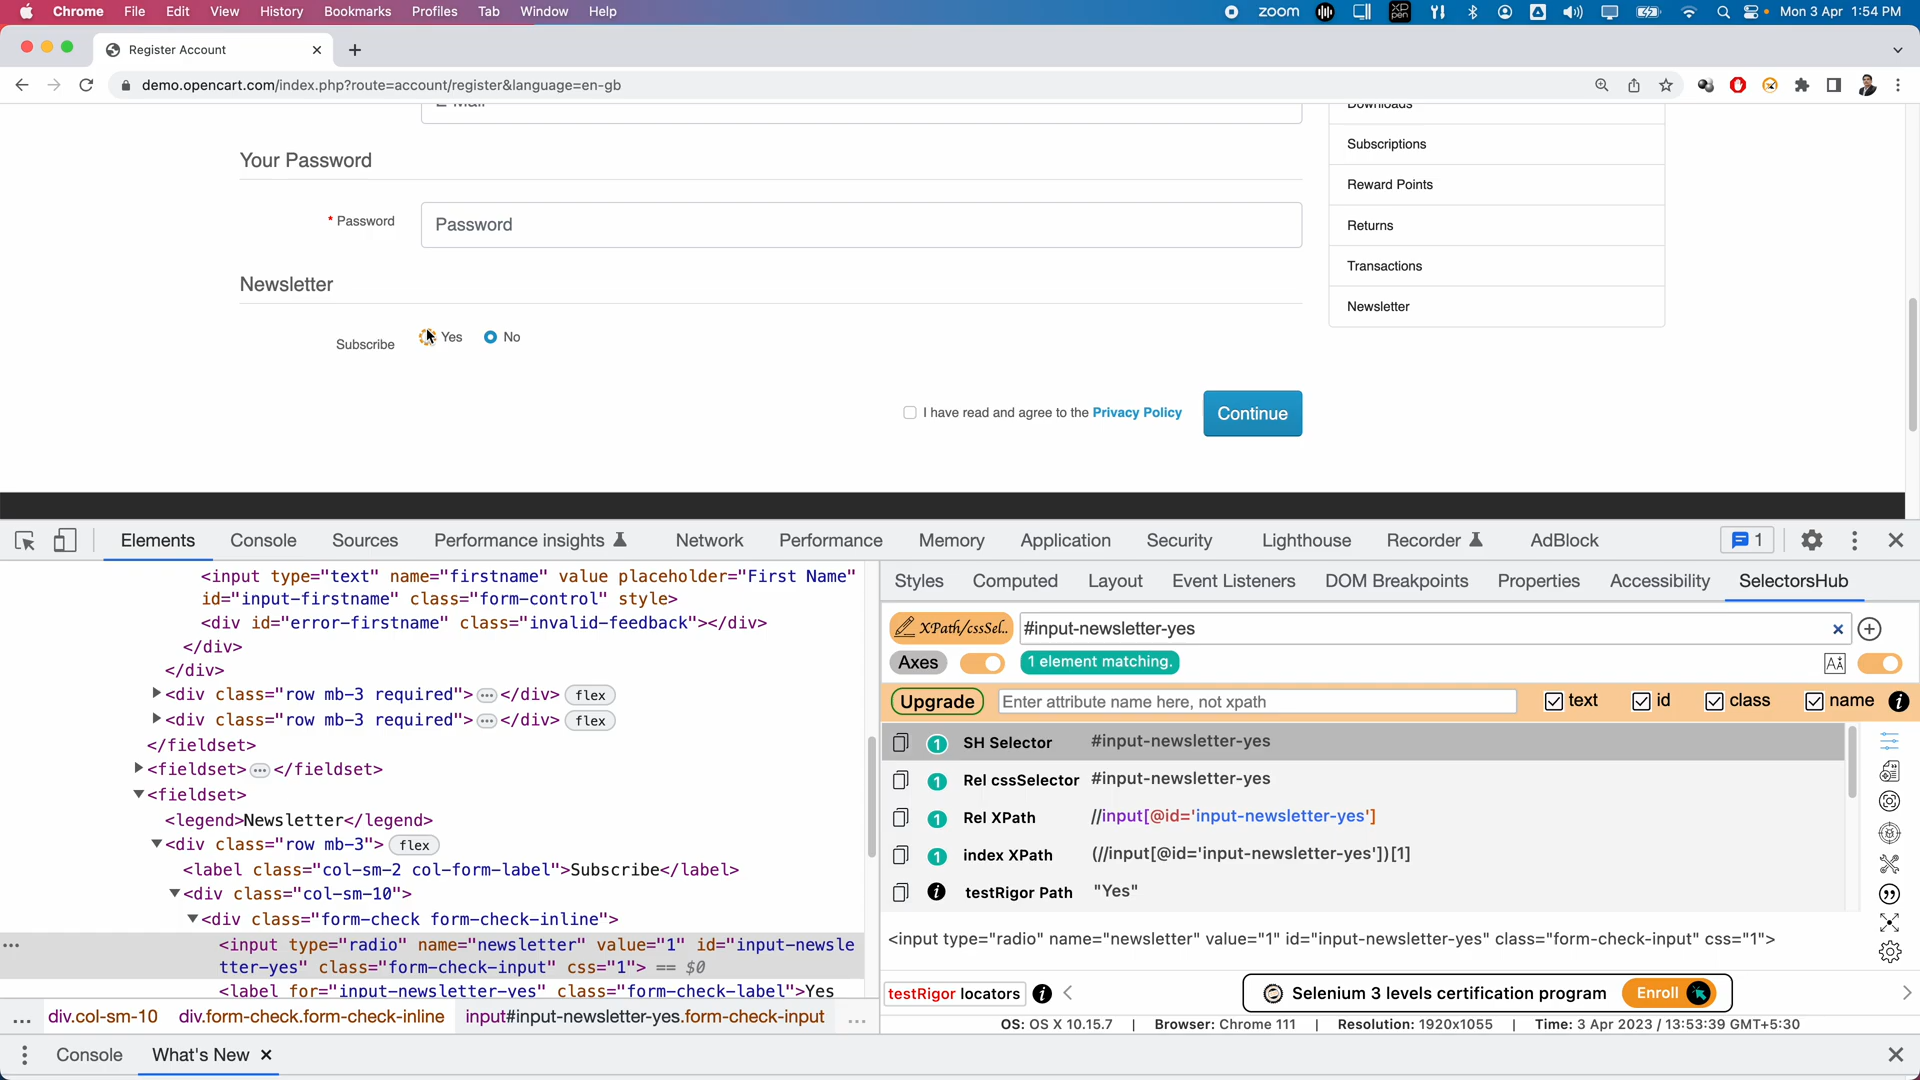 Chrome File Edit View History Bookmarks Profiles Tab Window Help zoom XP PEN Mon 3 Apr 1:54 PM
Register Account
demo.opencart.com/index.php?route=account/register&language=en-gb
E-Mail
Downloads
Subscriptions
Your Password
Reward Points
* Password Password
Returns
Transactions
Newsletter
Newsletter
Subscribe Yes No
I have read and agree to the Privacy Policy Continue
Elements Console Sources Performance insights Network Performance Memory Application Security Lighthouse Recorder AdBlock 1
Styles Computed Layout Event Listeners DOM Breakpoints Properties Accessibility SelectorsHub
<input type="text" name="firstname" value placeholder="First Name"
id="input-firstname" class="form-control" style>
<div id="error-firstname" class="invalid-feedback"></div>
</div>
</div>
<div class="row mb-3 required">…</div> flex
<div class="row mb-3 required">…</div> flex
</fieldset>
<fieldset>…</fieldset>
<fieldset>
<legend>Newsletter</legend>
<div class="row mb-3"> flex
<label class="col-sm-2 col-form-label">Subscribe</label>
<div class="col-sm-10">
<div class="form-check form-check-inline">
<input type="radio" name="newsletter" value="1" id="input-newsle
tter-yes" class="form-check-input" css="1"> == $0
<label for="input-newsletter-yes" class="form-check-label">Yes
... div.col-sm-10 div.form-check.form-check-inline input#input-newsletter-yes.form-check-input ...
XPath/cssSel.. #input-newsletter-yes
Axes 1 element matching.
Upgrade Enter attribute name here, not xpath text id class name
1 SH Selector #input-newsletter-yes
1 Rel cssSelector #input-newsletter-yes
1 Rel XPath //input[@id='input-newsletter-yes']
1 index XPath (//input[@id='input-newsletter-yes'])[1]
testRigor Path "Yes"
<input type="radio" name="newsletter" value="1" id="input-newsletter-yes" class="form-check-input" css="1">
testRigor locators Selenium 3 levels certification program Enroll
OS: OS X 10.15.7 | Browser: Chrome 111 | Resolution: 1920x1055 | Time: 3 Apr 2023 / 13:53:39 GMT+5:30
Console What's New